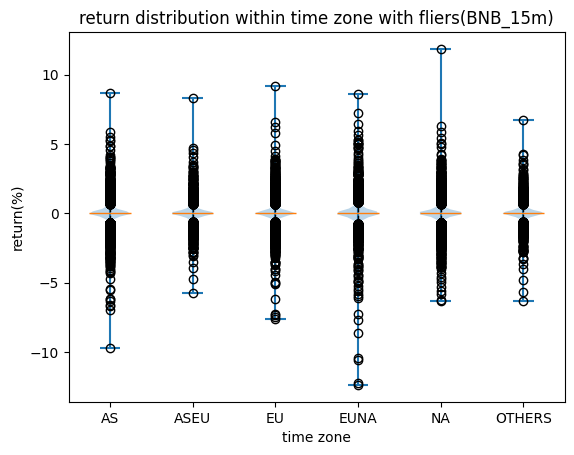 return distribution within time zone with fliers(BNB_15m)
return(%)
10
5
0
−5
−10
AS ASEU EU EUNA NA OTHERS
time zone